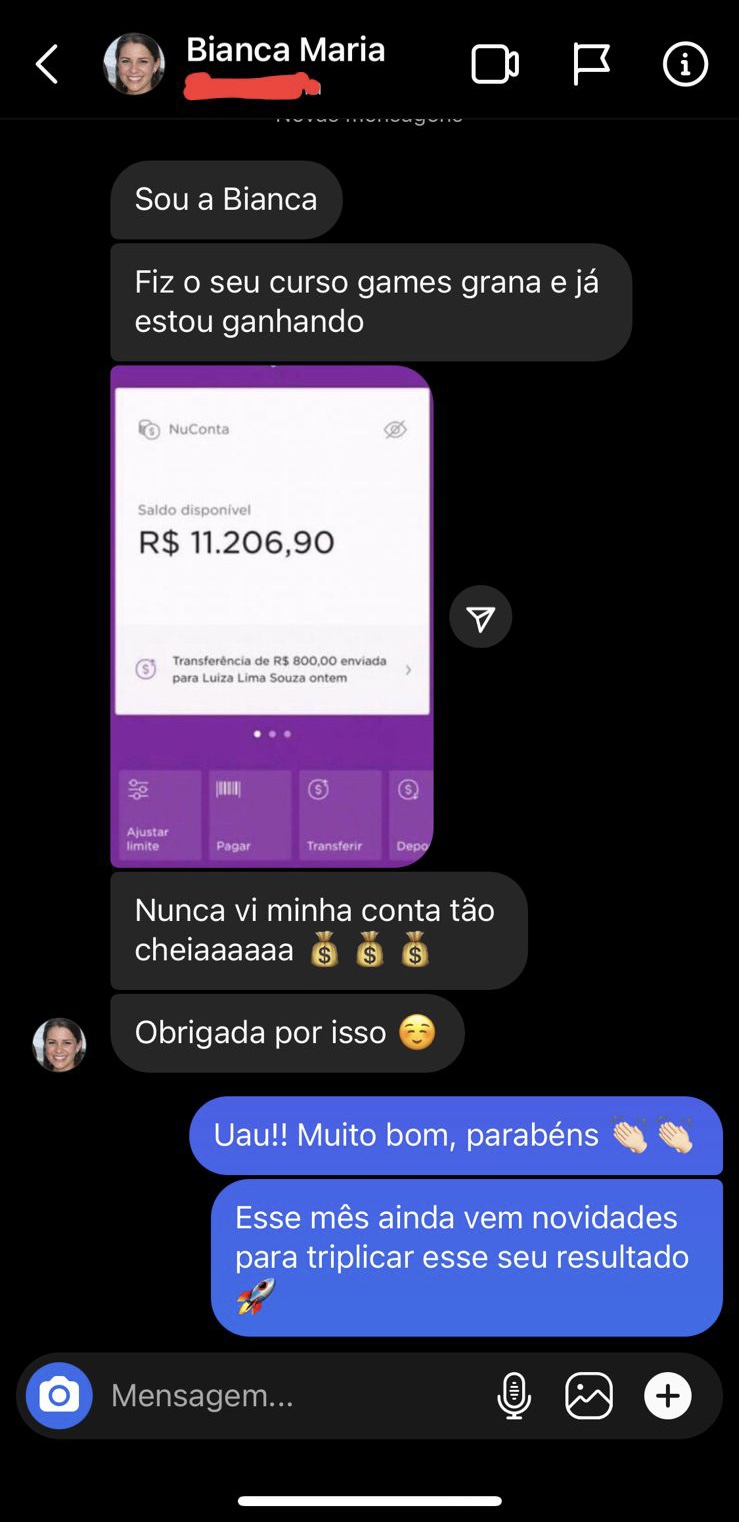 Bianca Maria
Novas mensagens
Sou a Bianca
Fiz o seu curso games grana e já
estou ganhando
NuConta
Saldo disponível
R$ 11.206,90
Transferência de R$ 800,00 enviada
para Luiza Lima Souza ontem
Ajustar
limite
Pagar
Transferir
Depo
Nunca vi minha conta tão
cheiaaaaaa 💰 💰 💰
Obrigada por isso ☺️
Uau!! Muito bom, parabéns 👏🏻 👏🏻
Esse mês ainda vem novidades
para triplicar esse seu resultado
🚀
Mensagem...